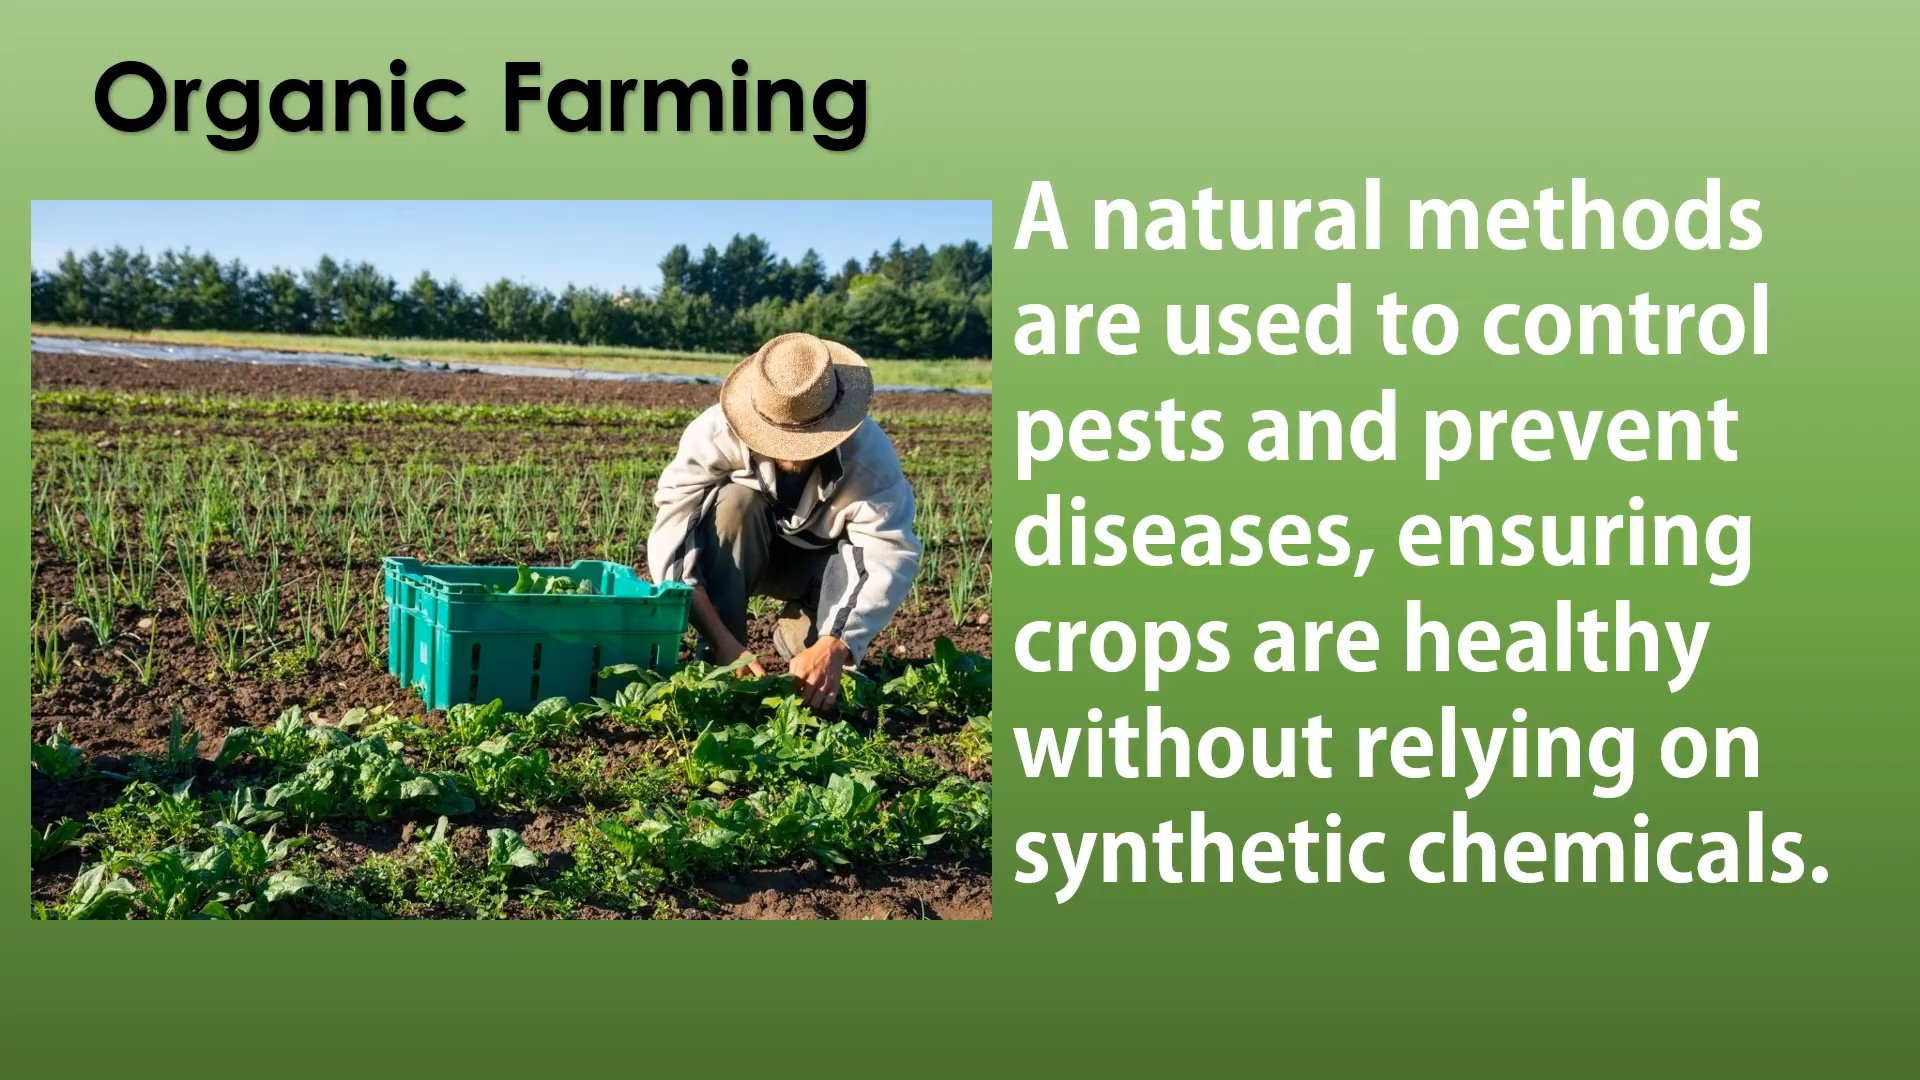 Organic Farming
A natural methods
are used to control
pests and prevent
diseases, ensuring
crops are healthy
without relying on
synthetic chemicals.